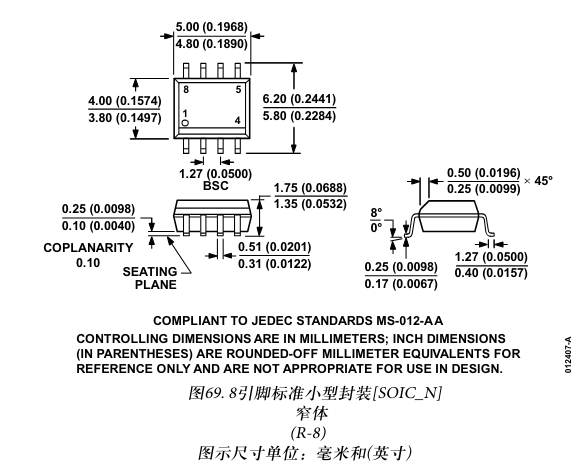 5.00 (0.1968)
4.80 (0.1890)
8 5
1 4
4.00 (0.1574)
3.80 (0.1497)
6.20 (0.2441)
5.80 (0.2284)
1.27 (0.0500)
BSC
1.75 (0.0688)
1.35 (0.0532)
0.50 (0.0196)
0.25 (0.0099)
× 45°
0.25 (0.0098)
0.10 (0.0040)
8°
0°
COPLANARITY
0.10
SEATING
PLANE
0.51 (0.0201)
0.31 (0.0122)
0.25 (0.0098)
0.17 (0.0067)
1.27 (0.0500)
0.40 (0.0157)
COMPLIANT TO JEDEC STANDARDS MS-012-AA
CONTROLLING DIMENSIONS ARE IN MILLIMETERS; INCH DIMENSIONS
(IN PARENTHESES) ARE ROUNDED-OFF MILLIMETER EQUIVALENTS FOR
REFERENCE ONLY AND ARE NOT APPROPRIATE FOR USE IN DESIGN.
012407-A
图69. 8引脚标准小型封装[SOIC_N]
窄体
(R-8)
图示尺寸单位：毫米和(英寸)